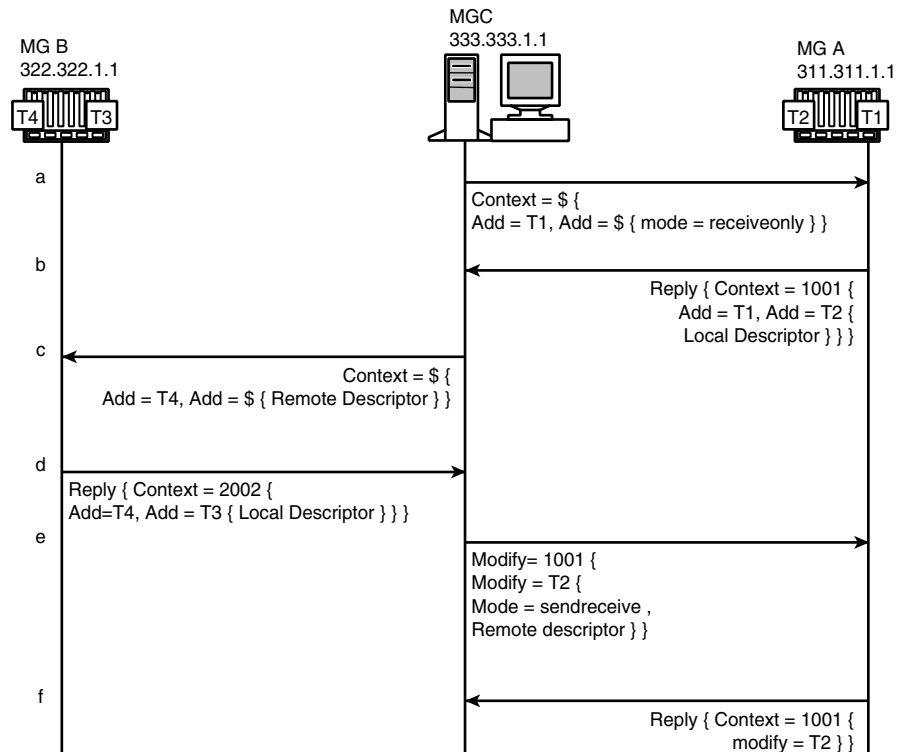 MGC
333.333.1.1
MG B
322.322.1.1
MG A
311.311.1.1
T4
T3
T2
T1
a
Context = $ {
Add = T1, Add = $ { mode = receiveonly } }
b
Reply { Context = 1001 {
Add = T1, Add = T2 {
Local Descriptor } } }
c
Context = $ {
Add = T4, Add = $ { Remote Descriptor } }
d
Reply { Context = 2002 {
Add=T4, Add = T3 { Local Descriptor } } }
e
Modify= 1001 {
Modify = T2 {
Mode = sendreceive ,
Remote descriptor } }
f
Reply { Context = 1001 {
modify = T2 } }